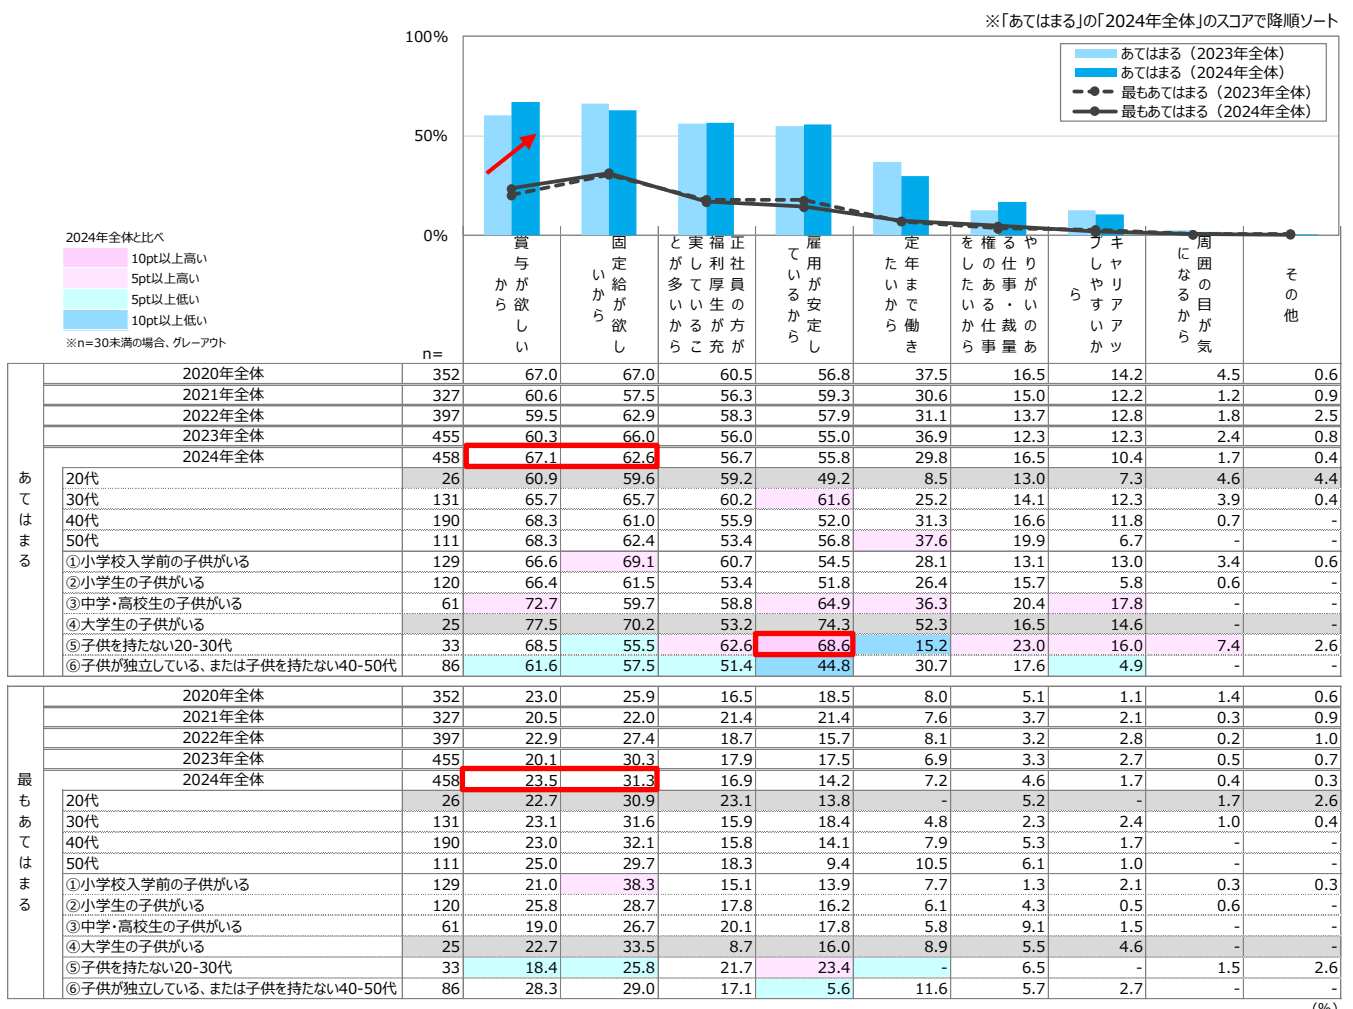 ※「あてはまる」の「2024年全体」のスコアで降順ソート
100%
50%
0%
あてはまる（2023年全体）
あてはまる（2024年全体）
最もあてはまる（2023年全体）
最もあてはまる（2024年全体）
2024年全体と比べ
10pt以上高い
5pt以上高い
5pt以上低い
10pt以上低い
※n=30未満の場合、グレーアウト
n=
賞与が欲しいから
固定給が欲しいから
正社員の方が福利厚生が充実していることが多いから
雇用が安定しているから
定年まで働きたいから
やりがいのある仕事・裁量権のある仕事をしたいから
キャリアアップしやすいから
周囲の目が気になるから
その他
あてはまる
2020年全体 352 67.0 67.0 60.5 56.8 37.5 16.5 14.2 4.5 0.6
2021年全体 327 60.6 57.5 56.3 59.3 30.6 15.0 12.2 1.2 0.9
2022年全体 397 59.5 62.9 58.3 57.9 31.1 13.7 12.8 1.8 2.5
2023年全体 455 60.3 66.0 56.0 55.0 36.9 12.3 12.3 2.4 0.8
2024年全体 458 67.1 62.6 56.7 55.8 29.8 16.5 10.4 1.7 0.4
20代 26 60.9 59.6 59.2 49.2 8.5 13.0 7.3 4.6 4.4
30代 131 65.7 65.7 60.2 61.6 25.2 14.1 12.3 3.9 0.4
40代 190 68.3 61.0 55.9 52.0 31.3 16.6 11.8 0.7 -
50代 111 68.3 62.4 53.4 56.8 37.6 19.9 6.7 - -
①小学校入学前の子供がいる 129 66.6 69.1 60.7 54.5 28.1 13.1 13.0 3.4 0.6
②小学生の子供がいる 120 66.4 61.5 53.4 51.8 26.4 15.7 5.8 0.6 -
③中学・高校生の子供がいる 61 72.7 59.7 58.8 64.9 36.3 20.4 17.8 - -
④大学生の子供がいる 25 77.5 70.2 53.2 74.3 52.3 16.5 14.6 - -
⑤子供を持たない20-30代 33 68.5 55.5 62.6 68.6 15.2 23.0 16.0 7.4 2.6
⑥子供が独立している、または子供を持たない40-50代 86 61.6 57.5 51.4 44.8 30.7 17.6 4.9 - -
最もあてはまる
2020年全体 352 23.0 25.9 16.5 18.5 8.0 5.1 1.1 1.4 0.6
2021年全体 327 20.5 22.0 21.4 21.4 7.6 3.7 2.1 0.3 0.9
2022年全体 397 22.9 27.4 18.7 15.7 8.1 3.2 2.8 0.2 1.0
2023年全体 455 20.1 30.3 17.9 17.5 6.9 3.3 2.7 0.5 0.7
2024年全体 458 23.5 31.3 16.9 14.2 7.2 4.6 1.7 0.4 0.3
20代 26 22.7 30.9 23.1 13.8 - 5.2 - 1.7 2.6
30代 131 23.1 31.6 15.9 18.4 4.8 2.3 2.4 1.0 0.4
40代 190 23.0 32.1 15.8 14.1 7.9 5.3 1.7 - -
50代 111 25.0 29.7 18.3 9.4 10.5 6.1 1.0 - -
①小学校入学前の子供がいる 129 21.0 38.3 15.1 13.9 7.7 1.3 2.1 0.3 0.3
②小学生の子供がいる 120 25.8 28.7 17.8 16.2 6.1 4.3 0.5 0.6 -
③中学・高校生の子供がいる 61 19.0 26.7 20.1 17.8 5.8 9.1 1.5 - -
④大学生の子供がいる 25 22.7 33.5 8.7 16.0 8.9 5.5 4.6 - -
⑤子供を持たない20-30代 33 18.4 25.8 21.7 23.4 - 6.5 - 1.5 2.6
⑥子供が独立している、または子供を持たない40-50代 86 28.3 29.0 17.1 5.6 11.6 5.7 2.7 - -
(%)